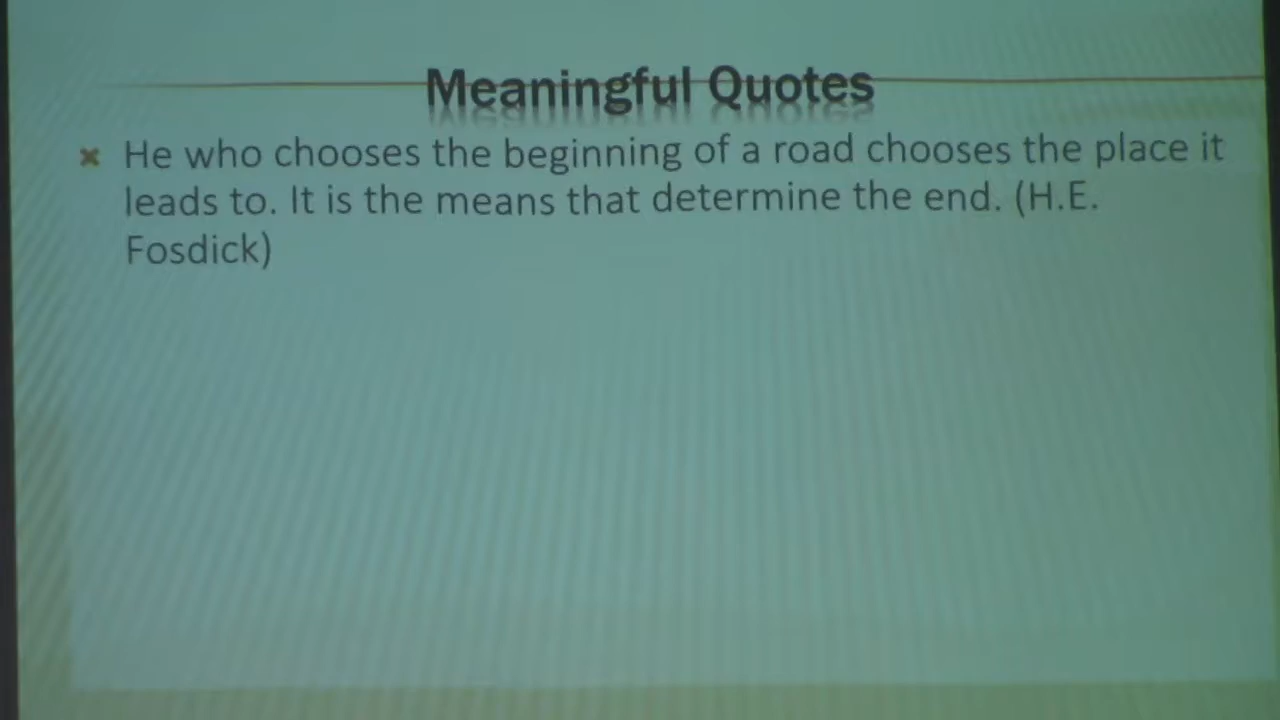 Meaningful Quotes
He who chooses the beginning of a road chooses the place it
leads to. It is the means that determine the end. (H.E.
Fosdick)